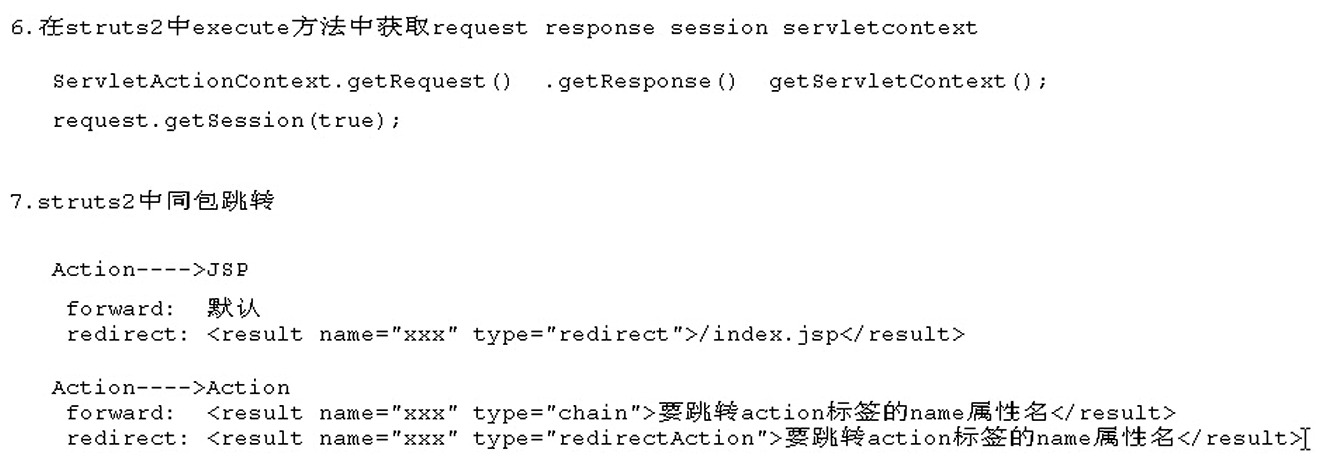 6.在struts2中execute方法中获取request response session servletcontext
ServletActionContext.getRequest() .getResponse() getServletContext();
request.getSession(true);
7.struts2中同包跳转
Action---->JSP
forward: 默认
redirect: <result name="xxx" type="redirect">/index.jsp</result>
Action---->Action
forward: <result name="xxx" type="chain">要跳转action标签的name属性名</result>
redirect: <result name="xxx" type="redirectAction">要跳转action标签的name属性名</result>